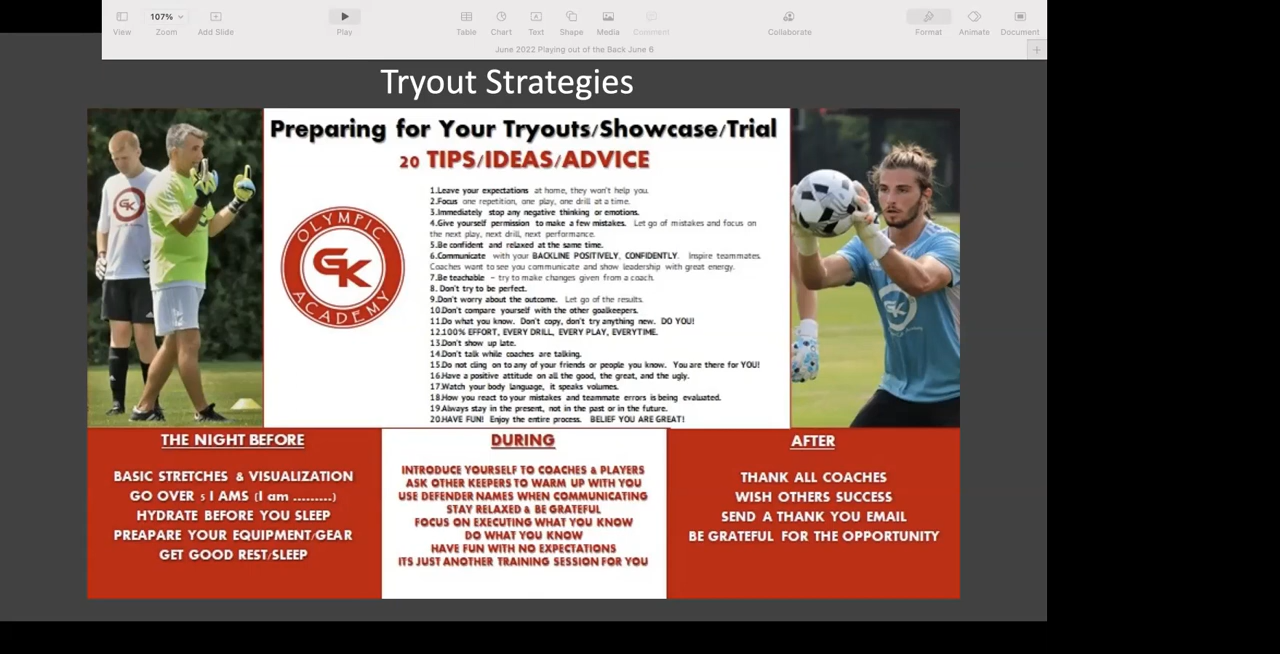 107%
View
Zoom
Add Slide
Play
Table
Chart
Text
Shape
Media
Comment
Collaborate
Format
Animate
Document
June 2022 Playing out of the Back June 6
Tryout Strategies
Preparing for Your Tryouts/Showcase/Trial
20 TIPS/IDEAS/ADVICE
OLYMPIC
GK
ACADEMY
1.Leave your expectations at home, they won't help you.
2.Focus one repetition, one play, one drill at a time.
3.Immediately stop any negative thinking or emotions.
4.Give yourself permission to make a few mistakes. Let go of mistakes and focus on
the next play, next drill, next performance.
5.Be confident and relaxed at the same time.
6.Communicate with your BACKLINE POSITIVELY, CONFIDENTLY. Inspire teammates.
Coaches want to see you communicate and show leadership with great energy.
7.Be teachable - try to make changes given from a coach.
8. Don't try to be perfect.
9.Don't worry about the outcome. Let go of the results.
10.Don't compare yourself with the other goalkeepers.
11.Do what you know. Don't copy, don't try anything new. DO YOU!
12.100% EFFORT, EVERY DRILL, EVERY PLAY, EVERYTIME.
13.Don't show up late.
14.Don't talk while coaches are talking.
15.Do not cling on to any of your friends or people you know. You are there for YOU!
16.Have a positive attitude on all the good, the great, and the ugly.
17.Watch your body language, it speaks volumes.
18.How you react to your mistakes and teammate errors is being evaluated.
19.Always stay in the present, not in the past or in the future.
20.HAVE FUN! Enjoy the entire process. BELIEF YOU ARE GREAT!
THE NIGHT BEFORE
BASIC STRETCHES & VISUALIZATION
GO OVER 5 I AMS (I am .........)
HYDRATE BEFORE YOU SLEEP
PREAPARE YOUR EQUIPMENT/GEAR
GET GOOD REST/SLEEP
DURING
INTRODUCE YOURSELF TO COACHES & PLAYERS
ASK OTHER KEEPERS TO WARM UP WITH YOU
USE DEFENDER NAMES WHEN COMMUNICATING
STAY RELAXED & BE GRATEFUL
FOCUS ON EXECUTING WHAT YOU KNOW
DO WHAT YOU KNOW
HAVE FUN WITH NO EXPECTATIONS
ITS JUST ANOTHER TRAINING SESSION FOR YOU
AFTER
THANK ALL COACHES
WISH OTHERS SUCCESS
SEND A THANK YOU EMAIL
BE GRATEFUL FOR THE OPPORTUNITY